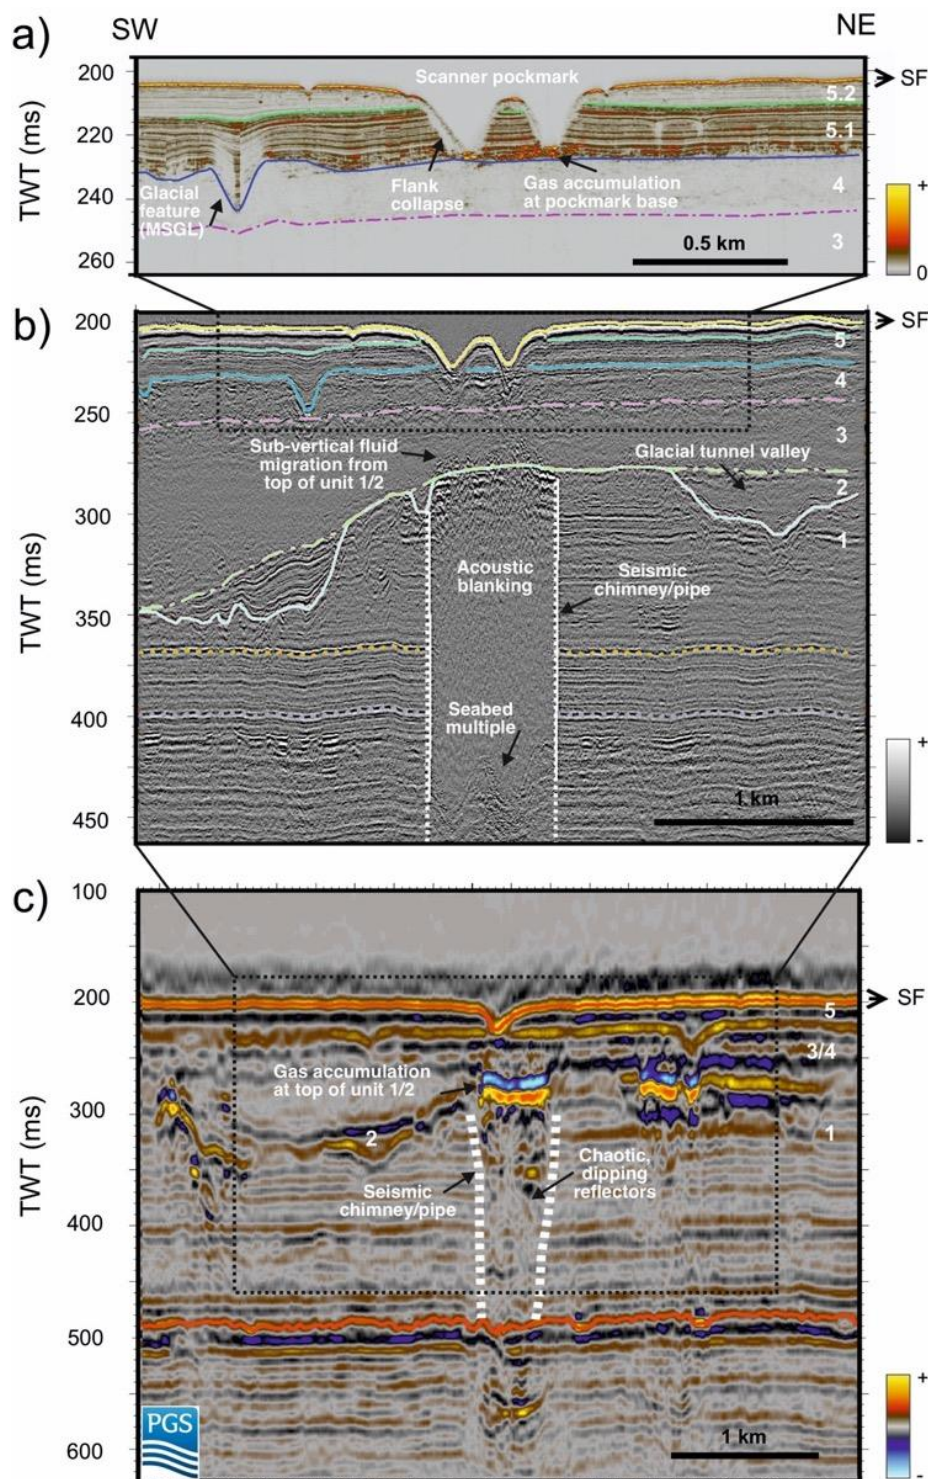 a)
SW
NE
200
220
240
260
TWT (ms)
Scanner pockmark
SF
5.2
5.1
4
3
Glacial
feature
(MSGL)
Flank
collapse
Gas accumulation
at pockmark base
0.5 km
+
0
b)
200
250
300
350
400
450
TWT (ms)
SF
5
4
3
2
1
Sub-vertical fluid
migration from
top of unit 1/2
Glacial tunnel valley
Acoustic
blanking
Seismic
chimney/pipe
Seabed
multiple
1 km
+
-
c)
100
200
300
400
500
600
TWT (ms)
SF
5
3/4
Gas accumulation
at top of unit 1/2
2
1
Seismic
chimney/pipe
Chaotic,
dipping
reflectors
PGS
1 km
+
-